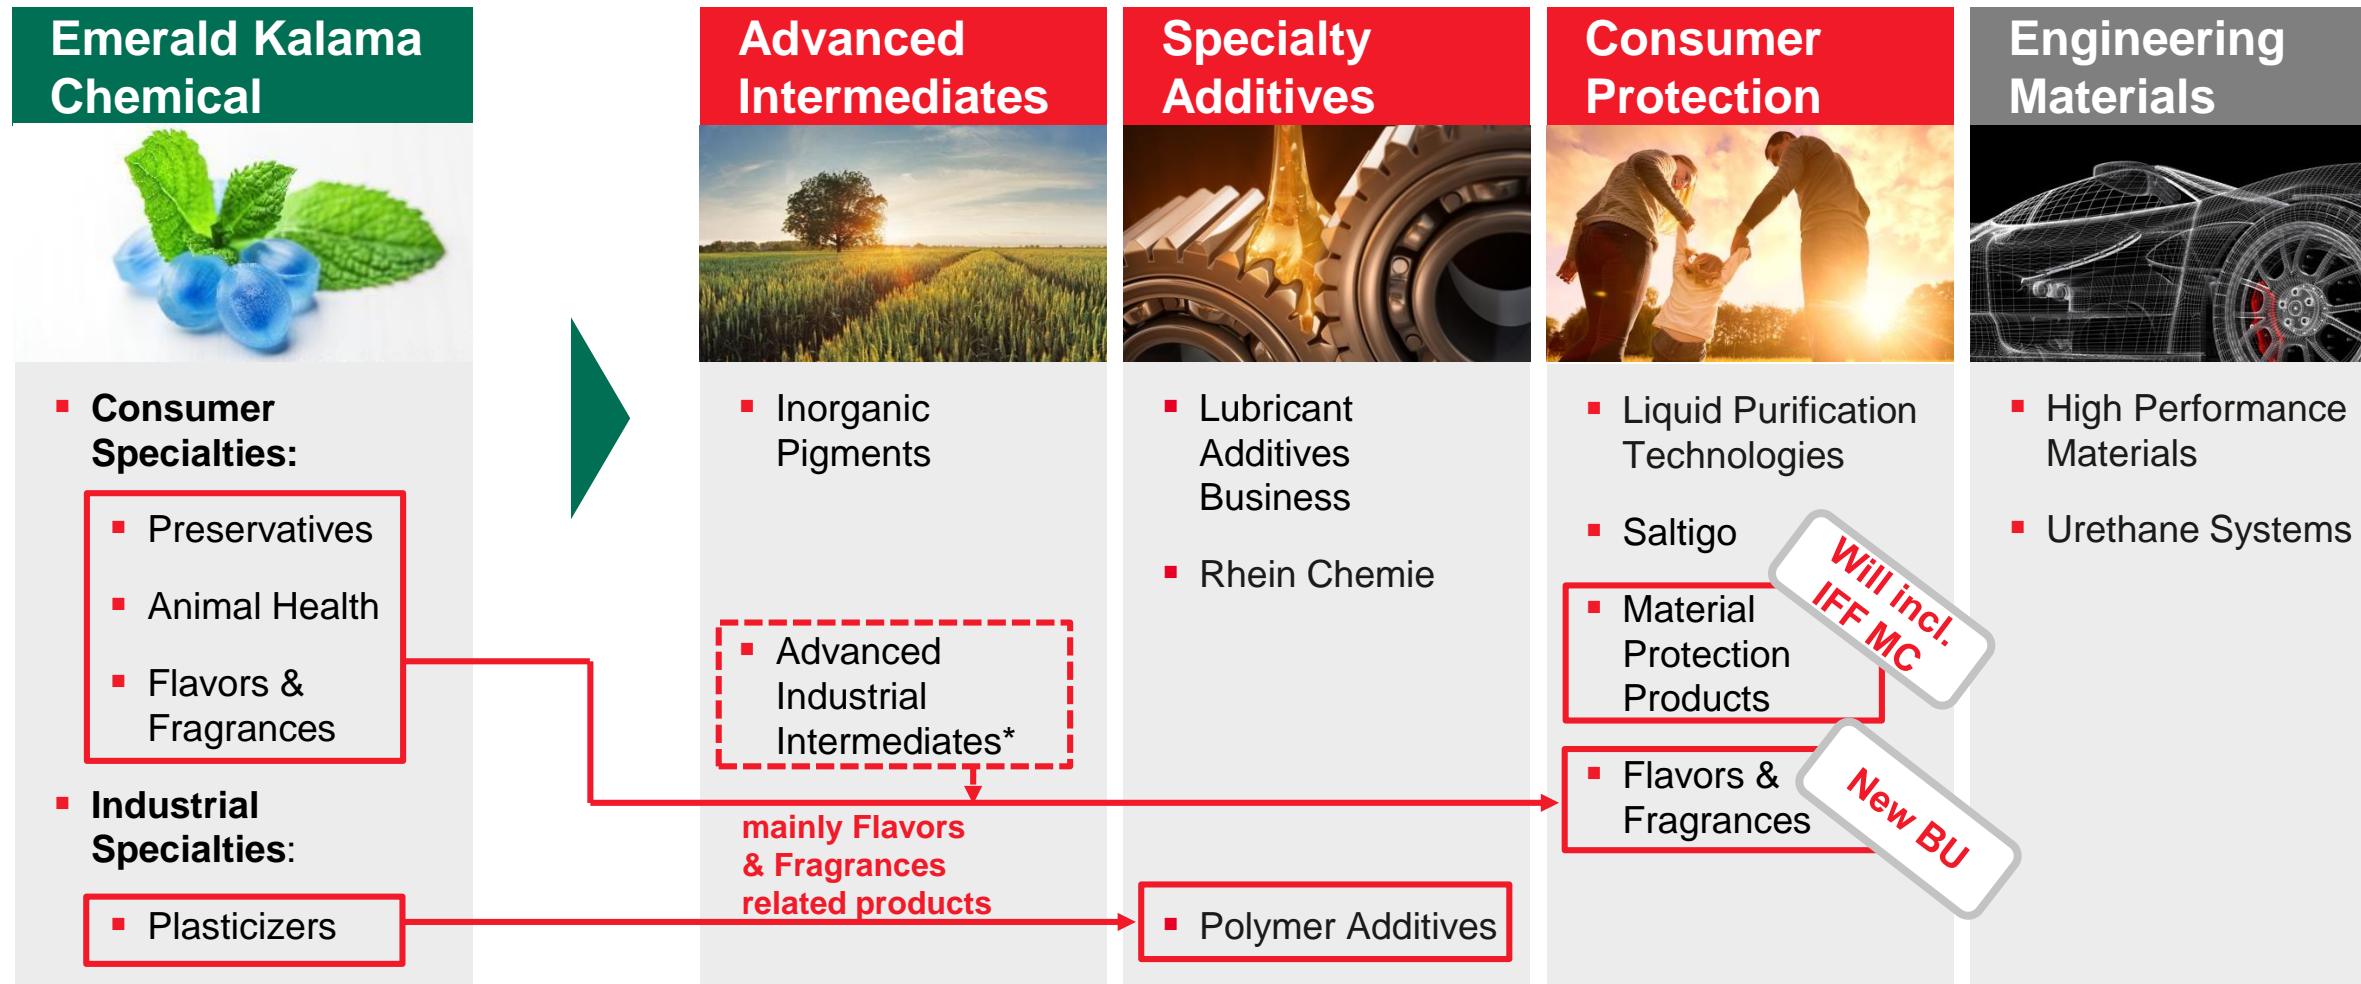 Emerald Kalama
Chemical
Consumer
Specialties:
Preservatives
Animal Health
Flavors &
Fragrances
Industrial
Specialties:
Plasticizers
Advanced
Intermediates
Inorganic
Pigments
Advanced
Industrial
Intermediates*
mainly Flavors
& Fragrances
related products
Specialty
Additives
Lubricant
Additives
Business
Rhein Chemie
Polymer Additives
Consumer
Protection
Liquid Purification
Technologies
Saltigo
Material
Protection
Products
Will incl.
IFF MC
Flavors &
Fragrances
New BU
Engineering
Materials
High Performance
Materials
Urethane Systems